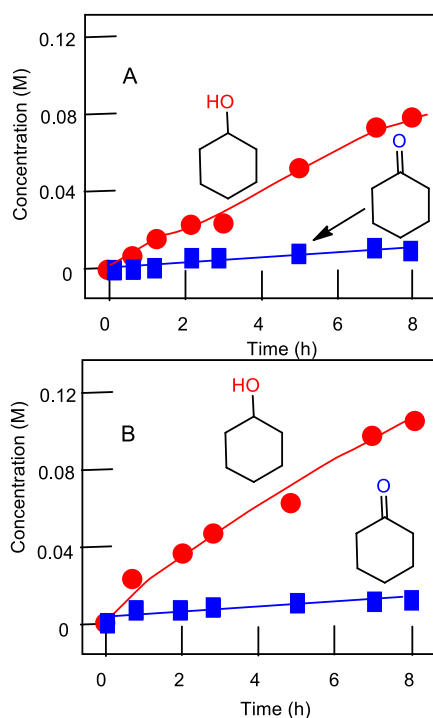 0.12
A
HO
O
0.08
0.04
0
Concentration (M)
0 2 4 6 8
Time (h)
HO
0.12
B
O
0.08
0.04
0
Concentration (M)
0 2 4 6 8
Time (h)